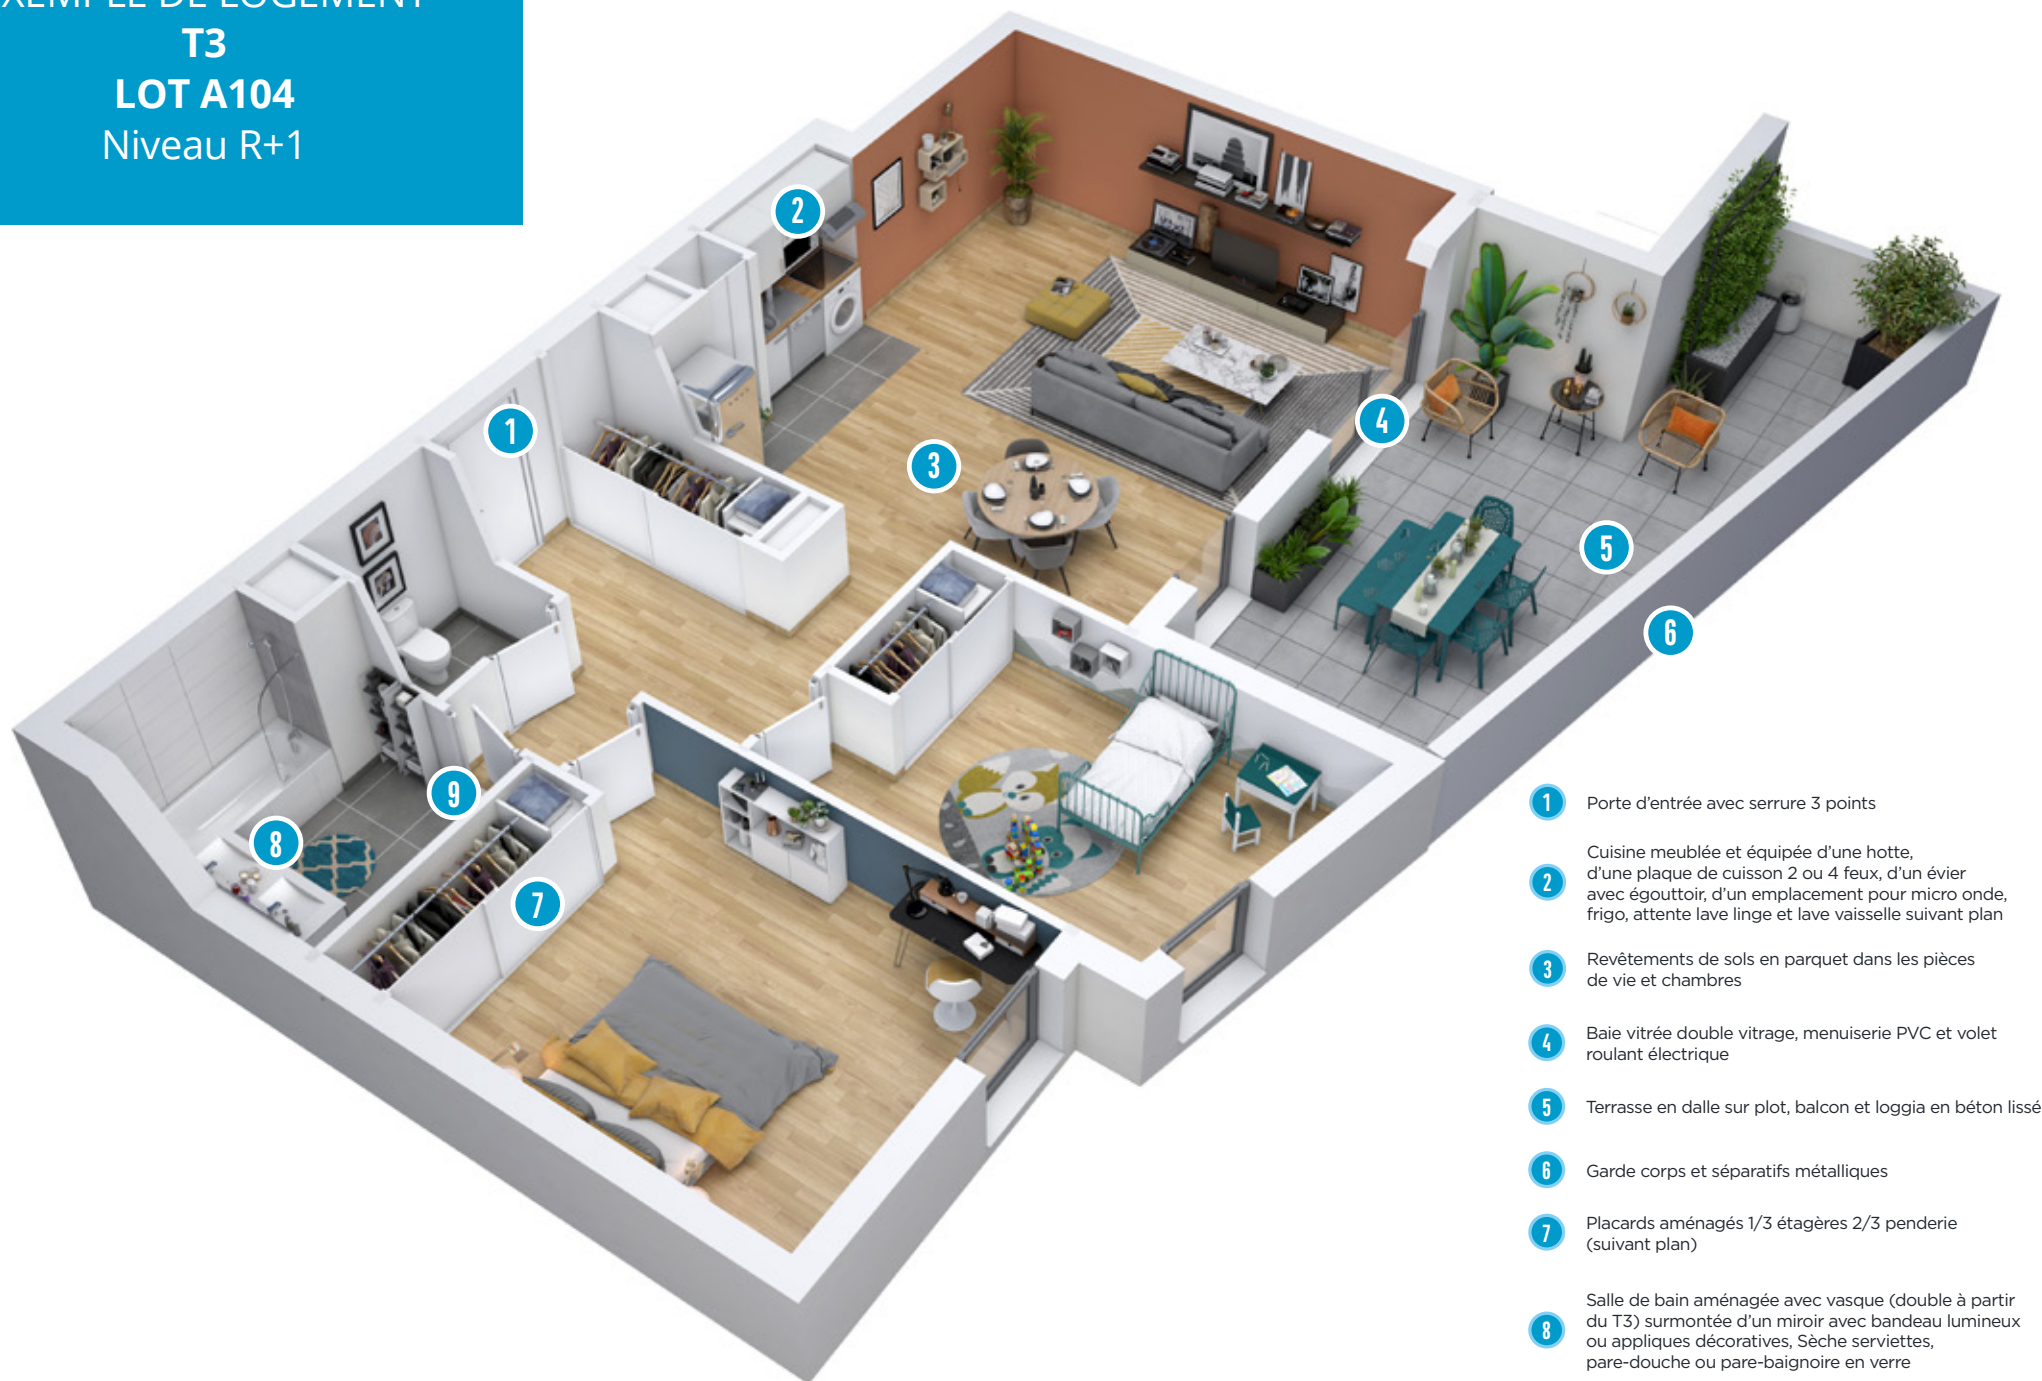 XEMPLE DE LOGEMENT
T3
LOT A104
Niveau R+1
2
1
3
4
5
6
9
8
7
1 Porte d'entrée avec serrure 3 points
2 Cuisine meublée et équipée d'une hotte,
d'une plaque de cuisson 2 ou 4 feux, d'un évier
avec égouttoir, d'un emplacement pour micro onde,
frigo, attente lave linge et lave vaisselle suivant plan
3 Revêtements de sols en parquet dans les pièces
de vie et chambres
4 Baie vitrée double vitrage, menuiserie PVC et volet
roulant électrique
5 Terrasse en dalle sur plot, balcon et loggia en béton lissé
6 Garde corps et séparatifs métalliques
7 Placards aménagés 1/3 étagères 2/3 penderie
(suivant plan)
8 Salle de bain aménagée avec vasque (double à partir
du T3) surmontée d'un miroir avec bandeau lumineux
ou appliques décoratives, Sèche serviettes,
pare-douche ou pare-baignoire en verre